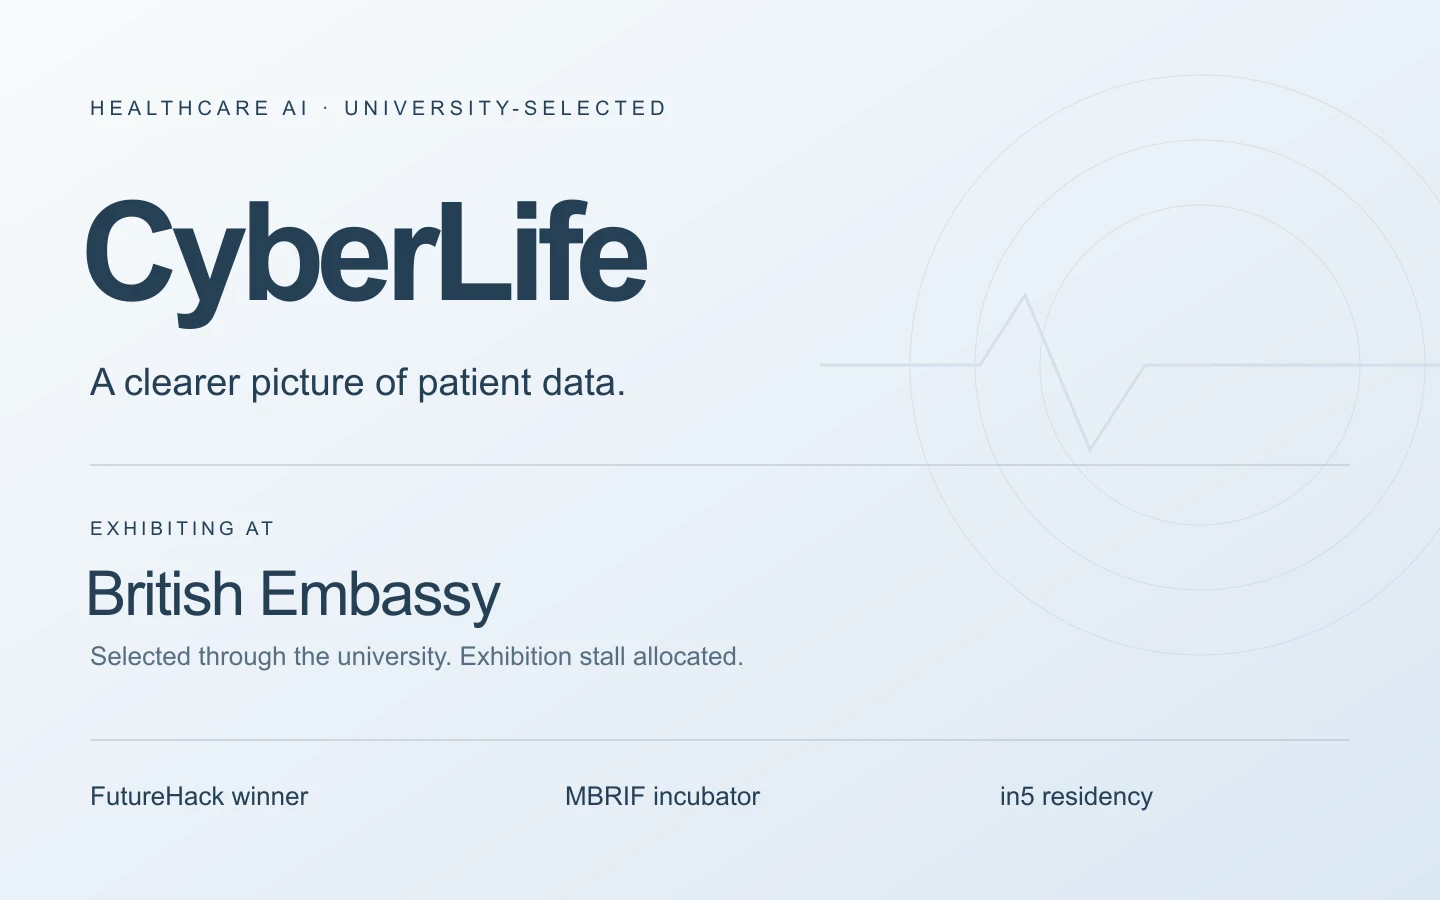 HEALTHCARE AI · UNIVERSITY-SELECTED
CyberLife
A clearer picture of patient data.
EXHIBITING AT
British Embassy
Selected through the university. Exhibition stall allocated.
FutureHack winner
MBRIF incubator
in5 residency